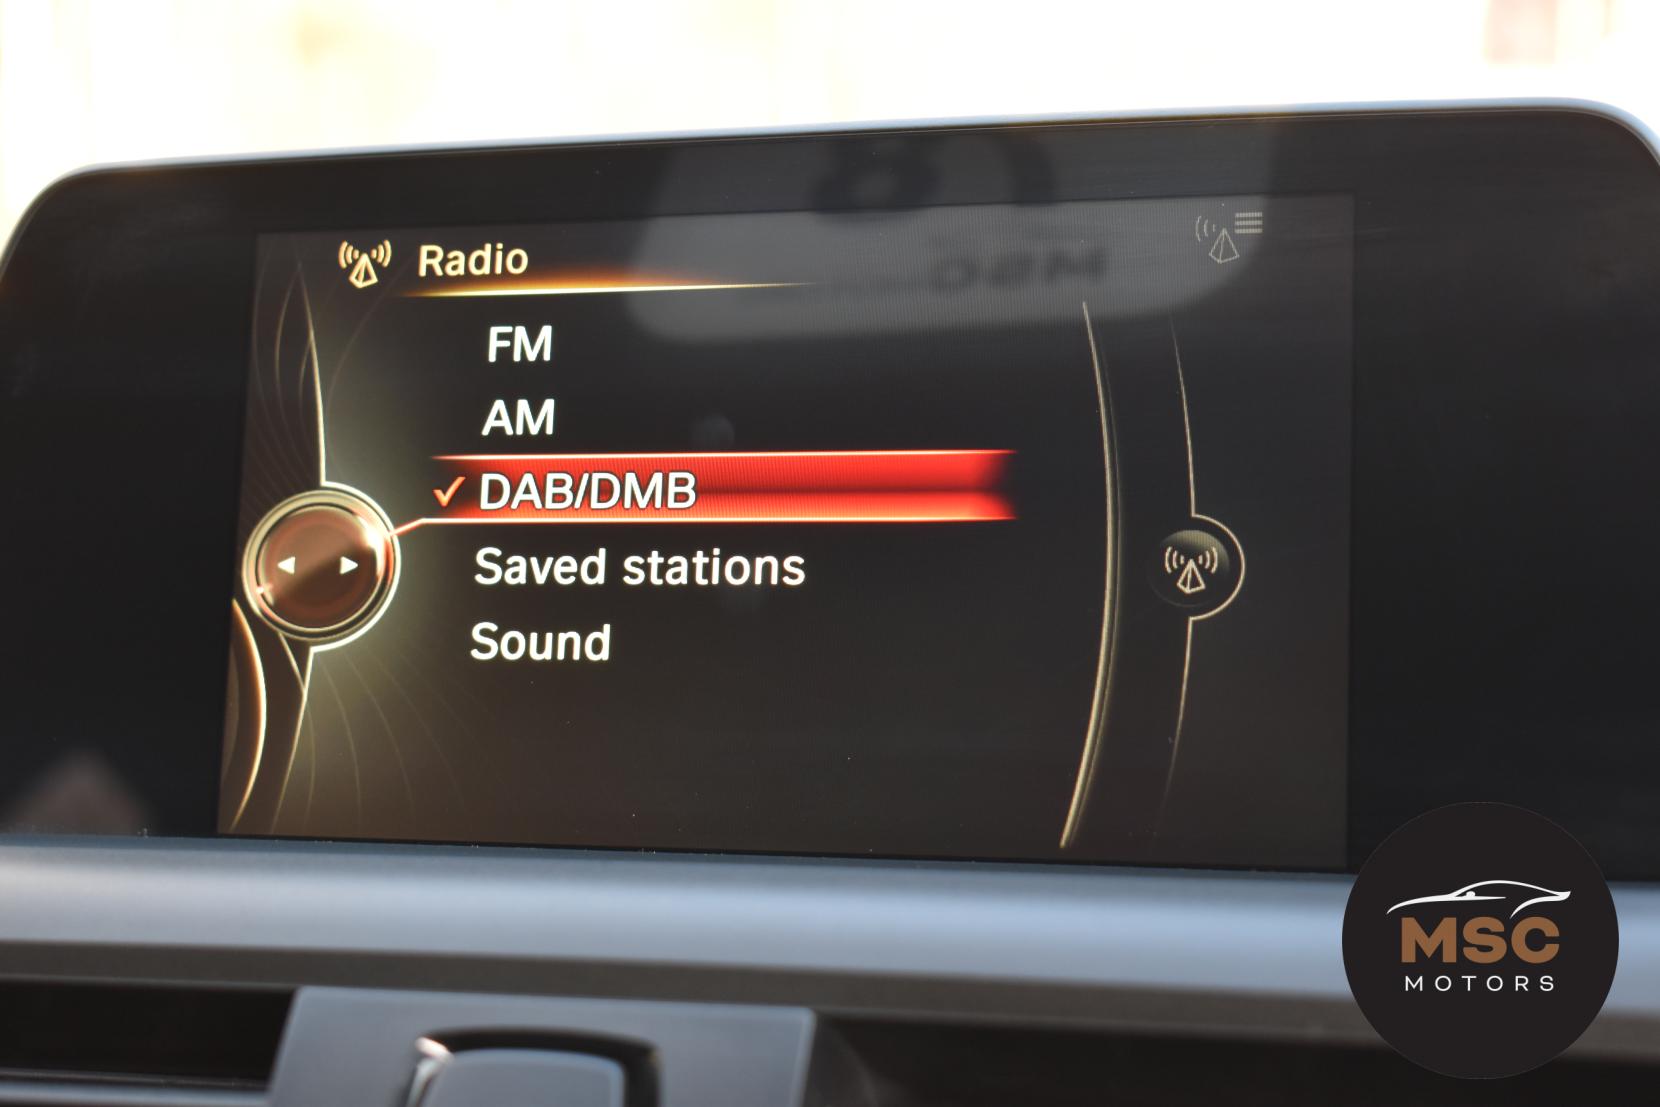 Radio
FM
AM
✓ DAB/DMB
Saved stations
Sound
MSC
MOTORS